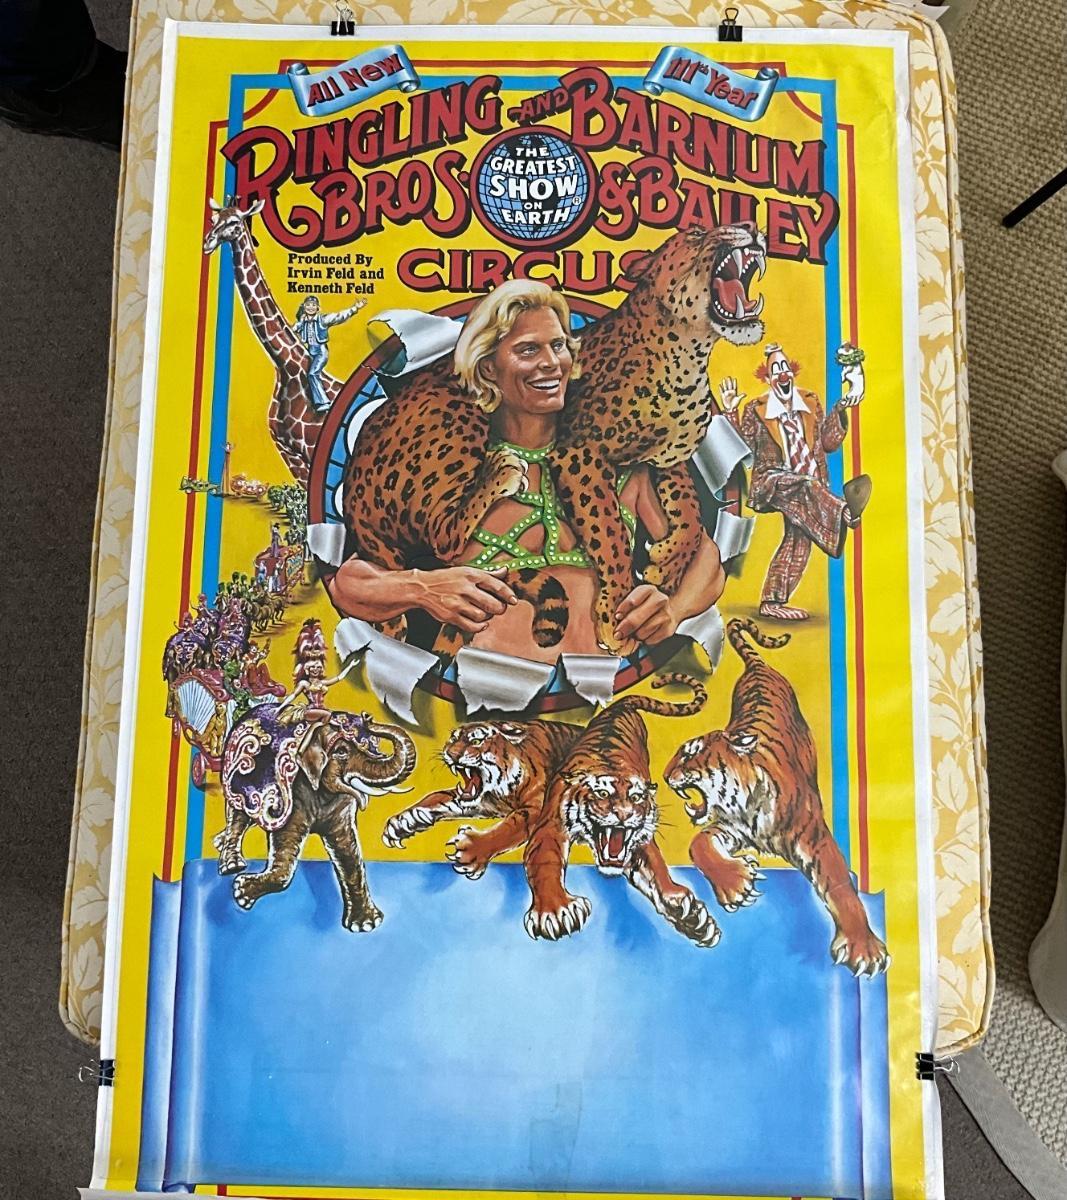 All New
111th Year
RINGLING AND BARNUM
BROS. & BAILEY
THE
GREATEST
SHOW
ON
EARTH ®
CIRCUS
Produced By
Irvin Feld and
Kenneth Feld